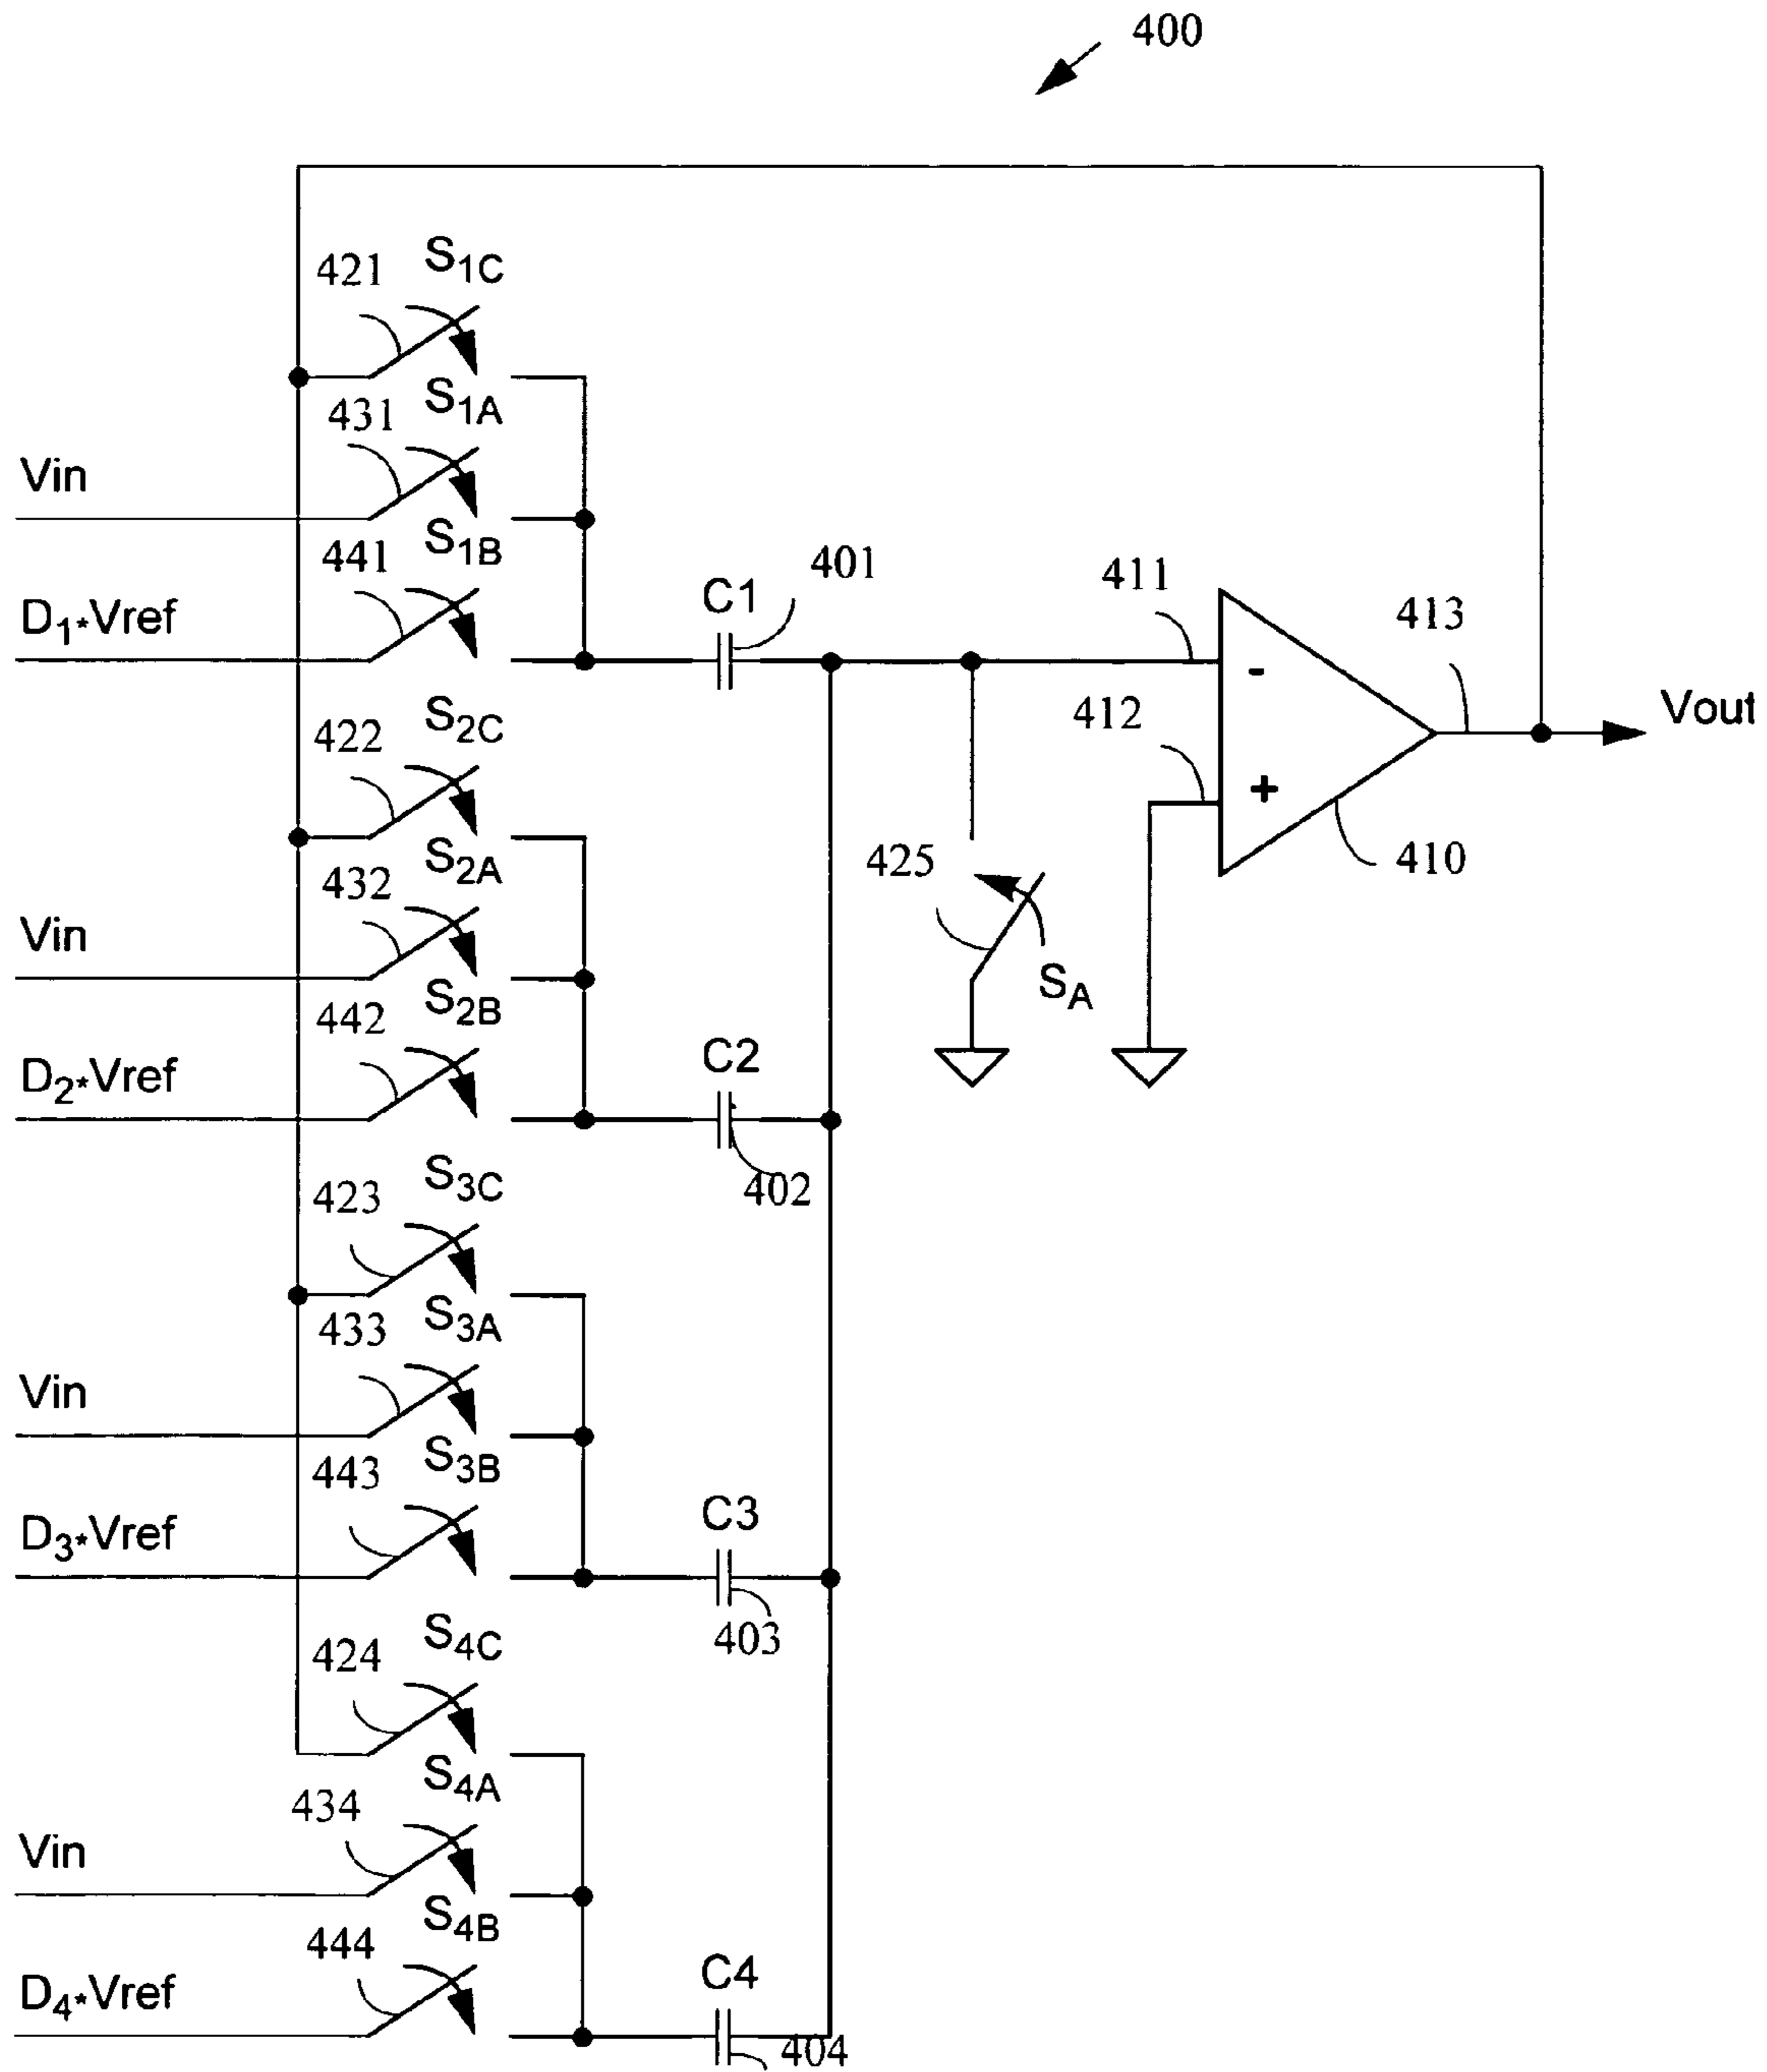 400
S1C
421
S1A
431
Vin
S1B
441
D1*Vref
C1
401
411
413
412
Vout
-
+
410
S2C
422
S2A
432
425
Vin
S2B
442
SA
D2*Vref
C2
402
S3C
423
S3A
433
Vin
S3B
443
D3*Vref
C3
403
S4C
424
S4A
434
Vin
S4B
444
D4*Vref
C4
404